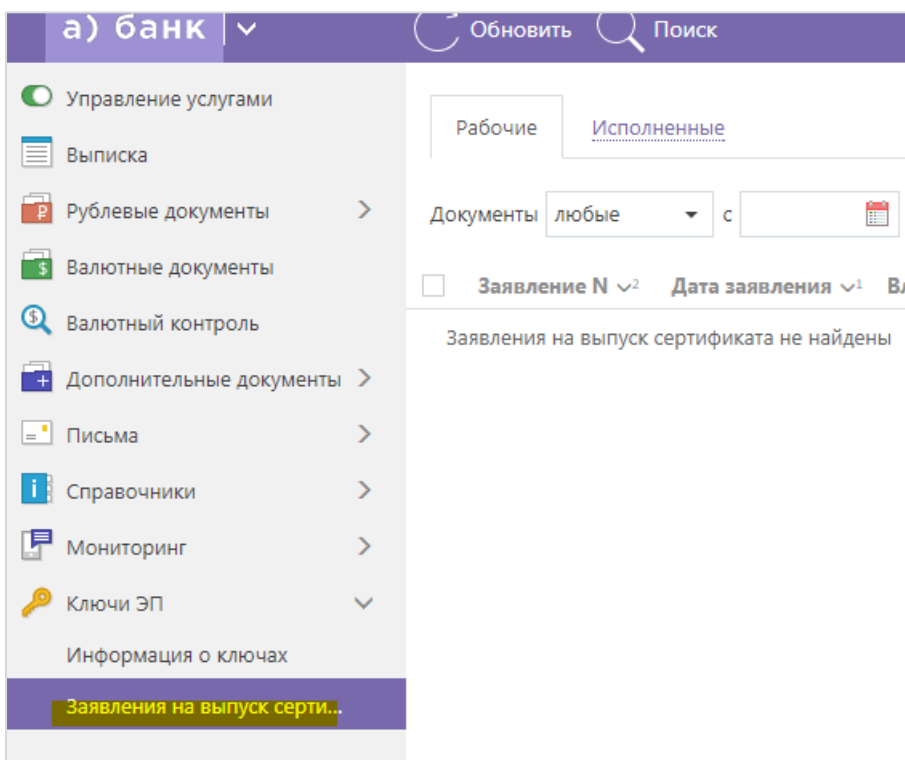 а) банк
Обновить
Поиск
Управление услугами
Выписка
Рублевые документы
Валютные документы
Валютный контроль
Дополнительные документы
Письма
Справочники
Мониторинг
Ключи ЭП
Информация о ключах
Заявления на выпуск серти...
Рабочие
Исполненные
Документы любые с
Заявление N 2 Дата заявления 1
Заявления на выпуск сертификата не найдены